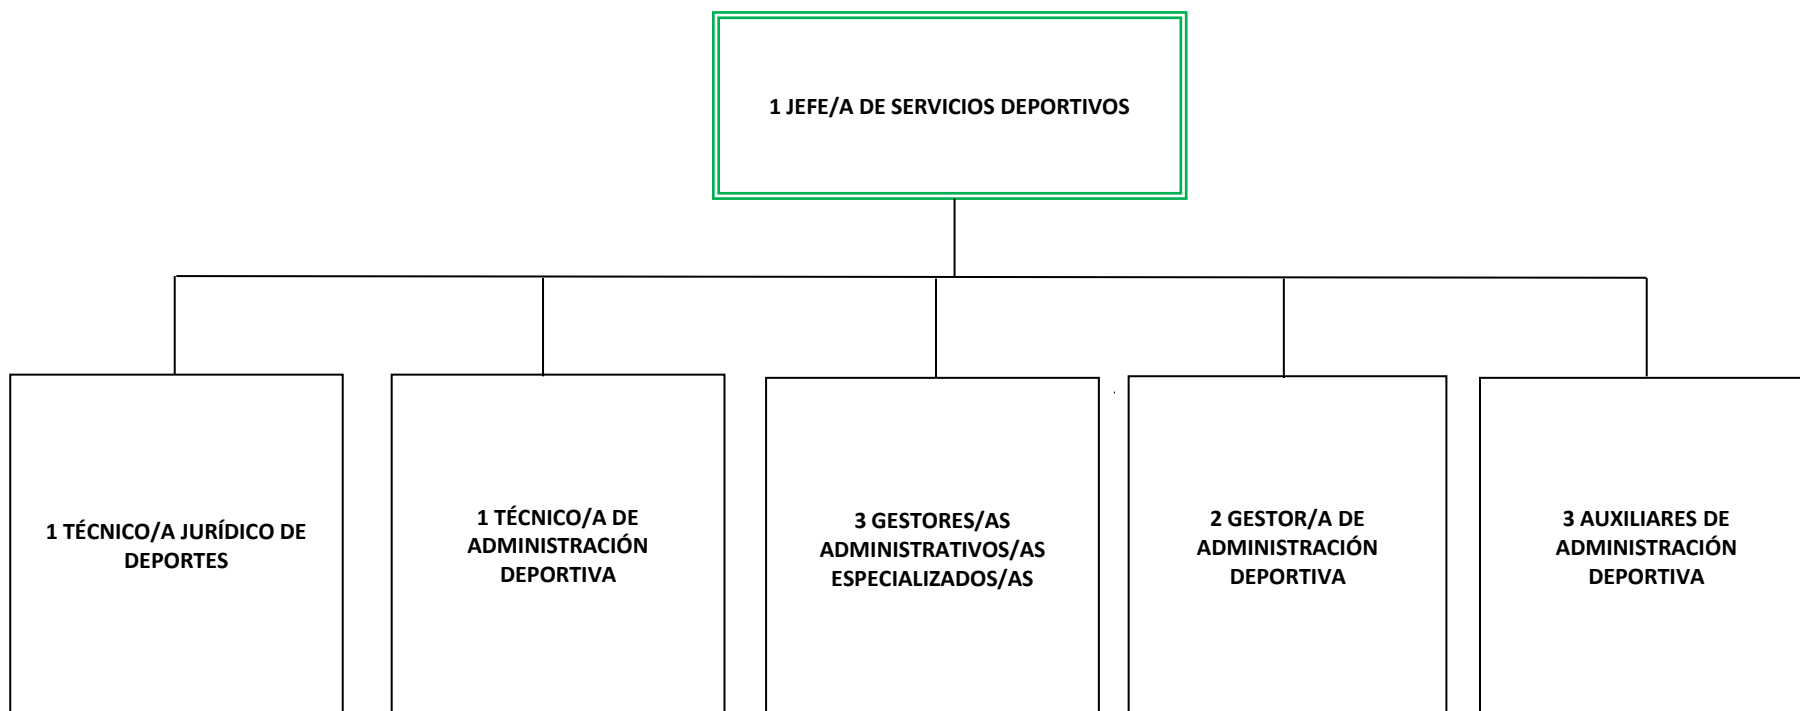 1 JEFE/A DE SERVICIOS DEPORTIVOS
1 TÉCNICO/A JURÍDICO DE
DEPORTES
1 TÉCNICO/A DE
ADMINISTRACIÓN
DEPORTIVA
3 GESTORES/AS
ADMINISTRATIVOS/AS
ESPECIALIZADOS/AS
2 GESTOR/A DE
ADMINISTRACIÓN
DEPORTIVA
3 AUXILIARES DE
ADMINISTRACIÓN
DEPORTIVA